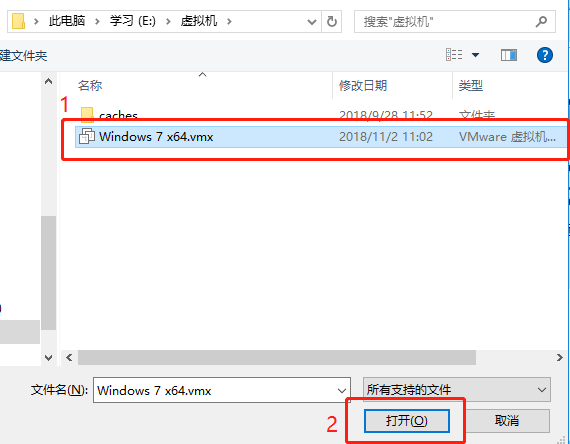 此电脑 学习 (E:) 虚拟机 搜索"虚拟机"
建文件夹
名称 修改日期 类型
1
caches 2018/9/28 11:52 文件夹
Windows 7 x64.vmx 2018/11/2 11:02 VMware 虚拟机...
文件名(N): Windows 7 x64.vmx 所有支持的文件
2 打开(O) 取消